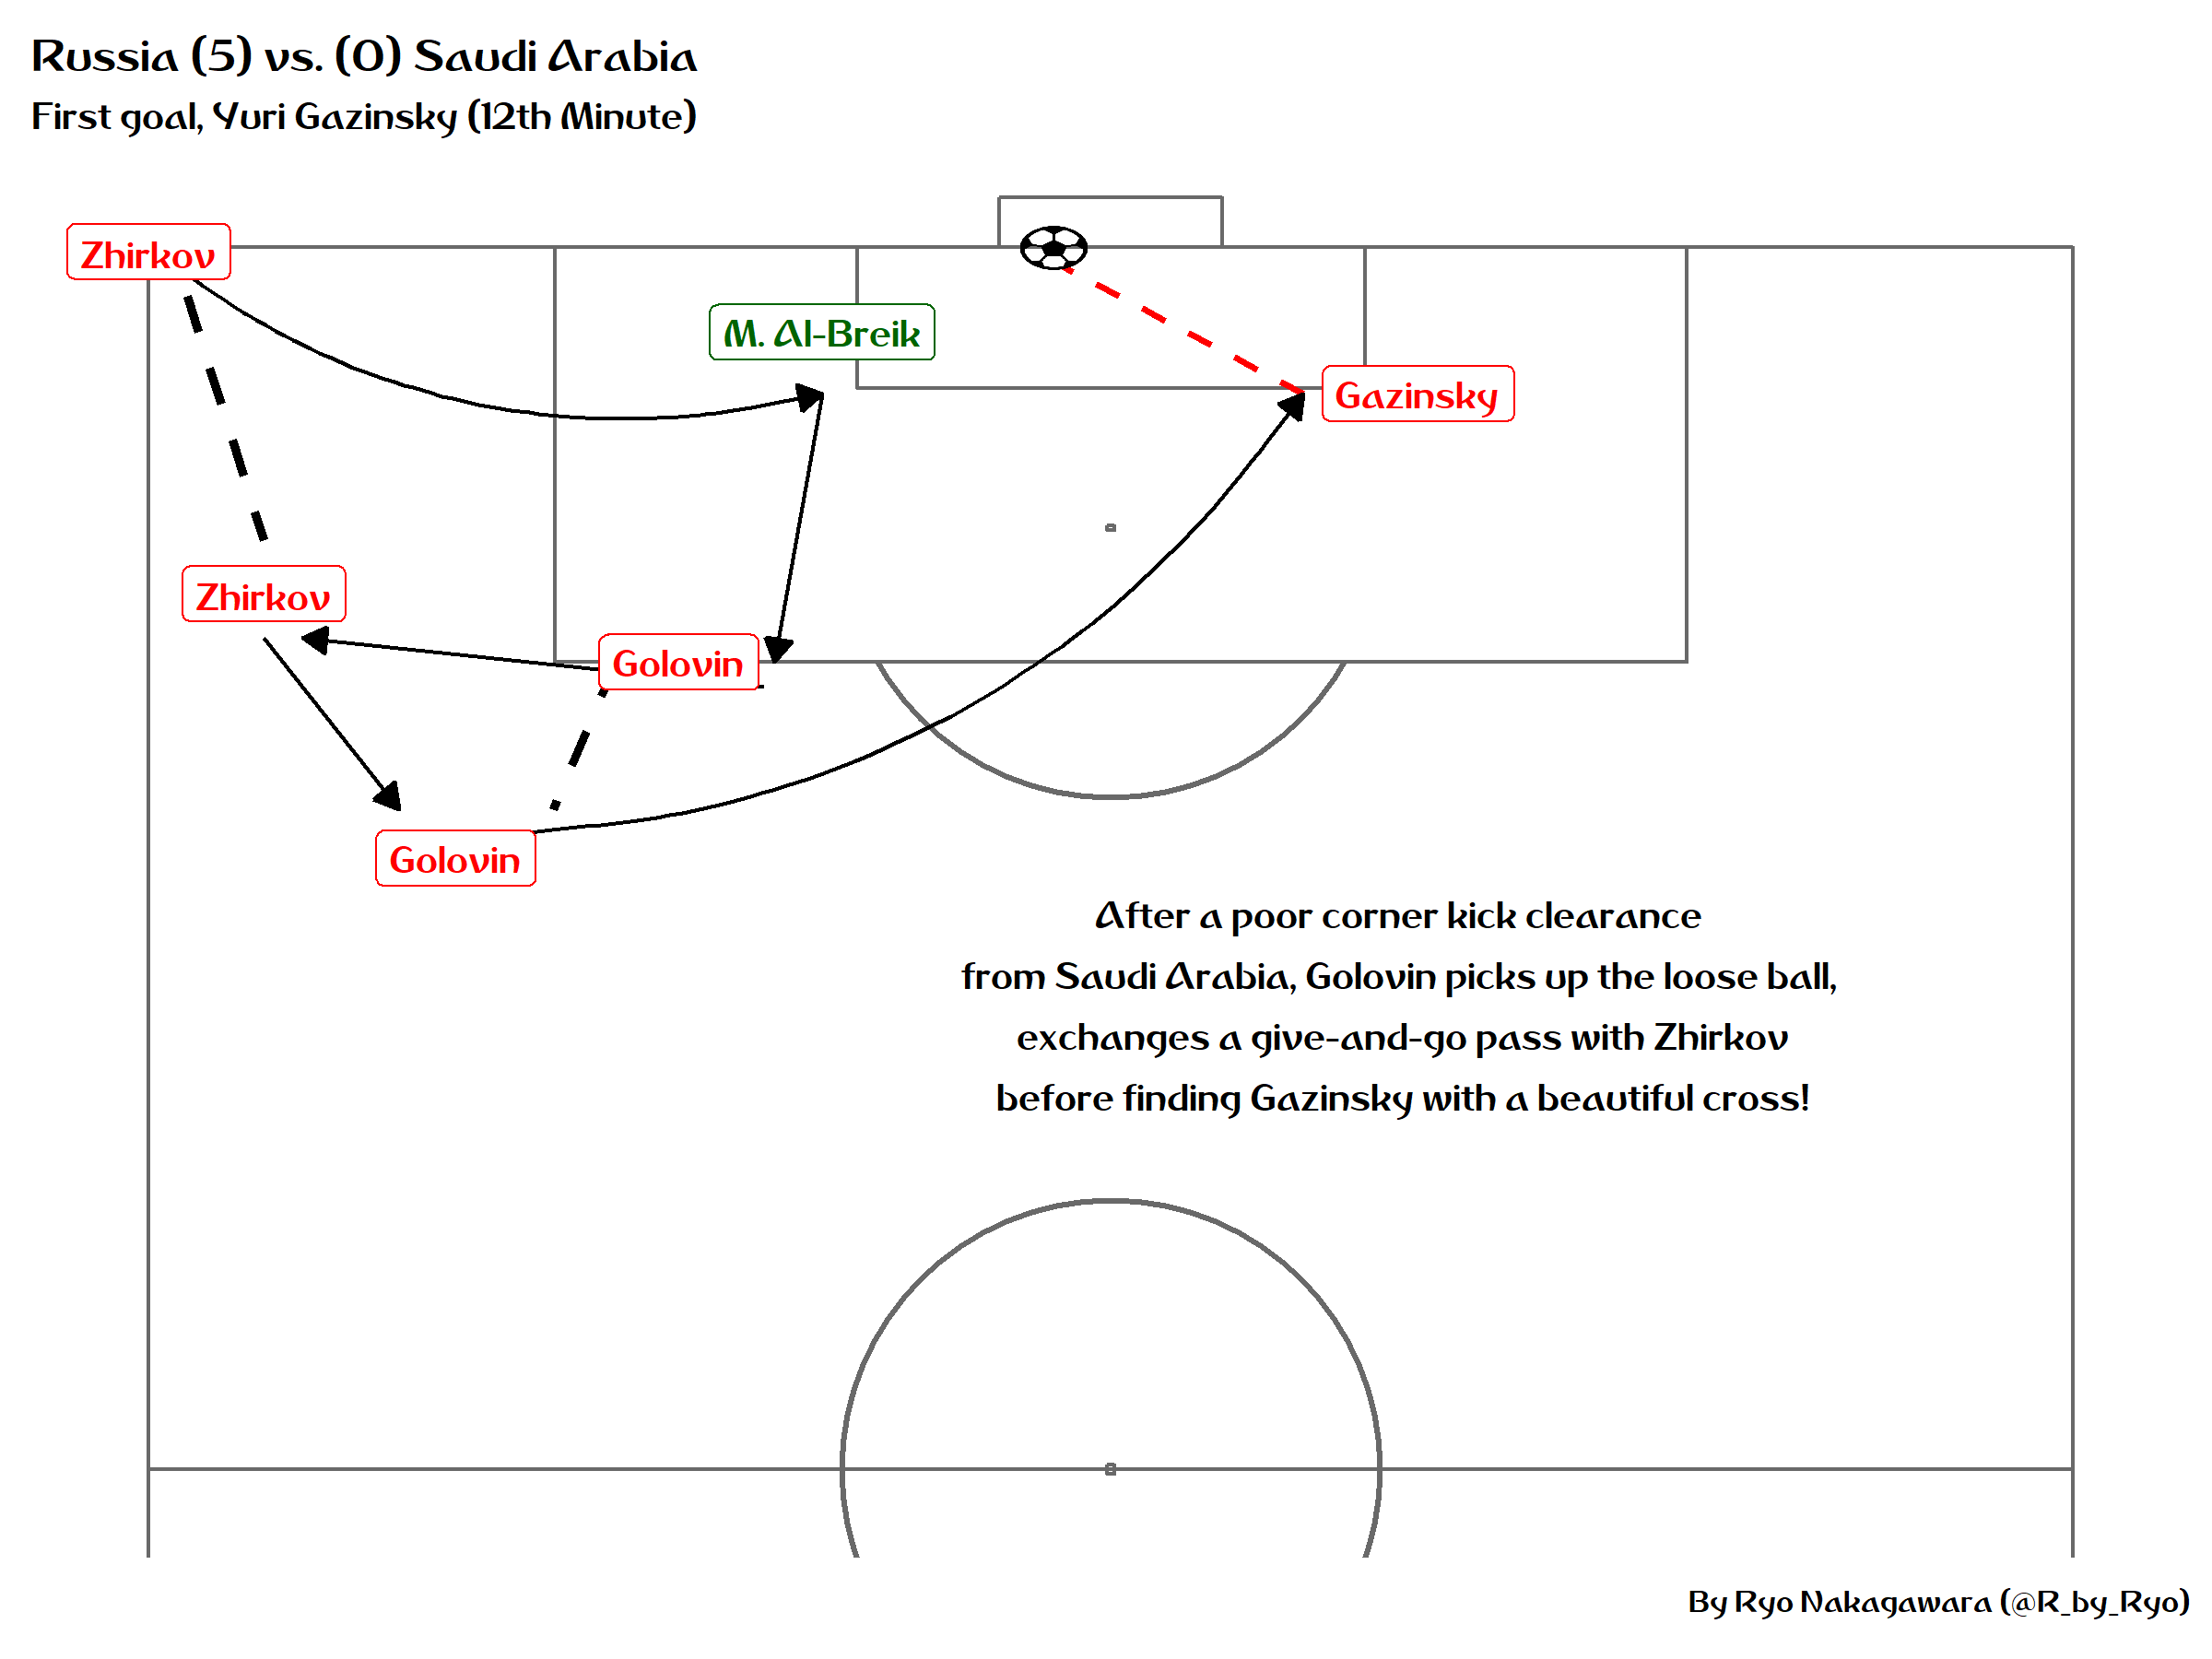 Russia (5) vs. (0) Saudi Arabia
First goal, Yuri Gazinsky (12th Minute)
Zhirkov
M. Al-Breik
Gazinsky
Zhirkov
Golovin
Golovin
After a poor corner kick clearance
from Saudi Arabia, Golovin picks up the loose ball,
exchanges a give-and-go pass with Zhirkov
before finding Gazinsky with a beautiful cross!
By Ryo Nakagawara (@R_by_Ryo)